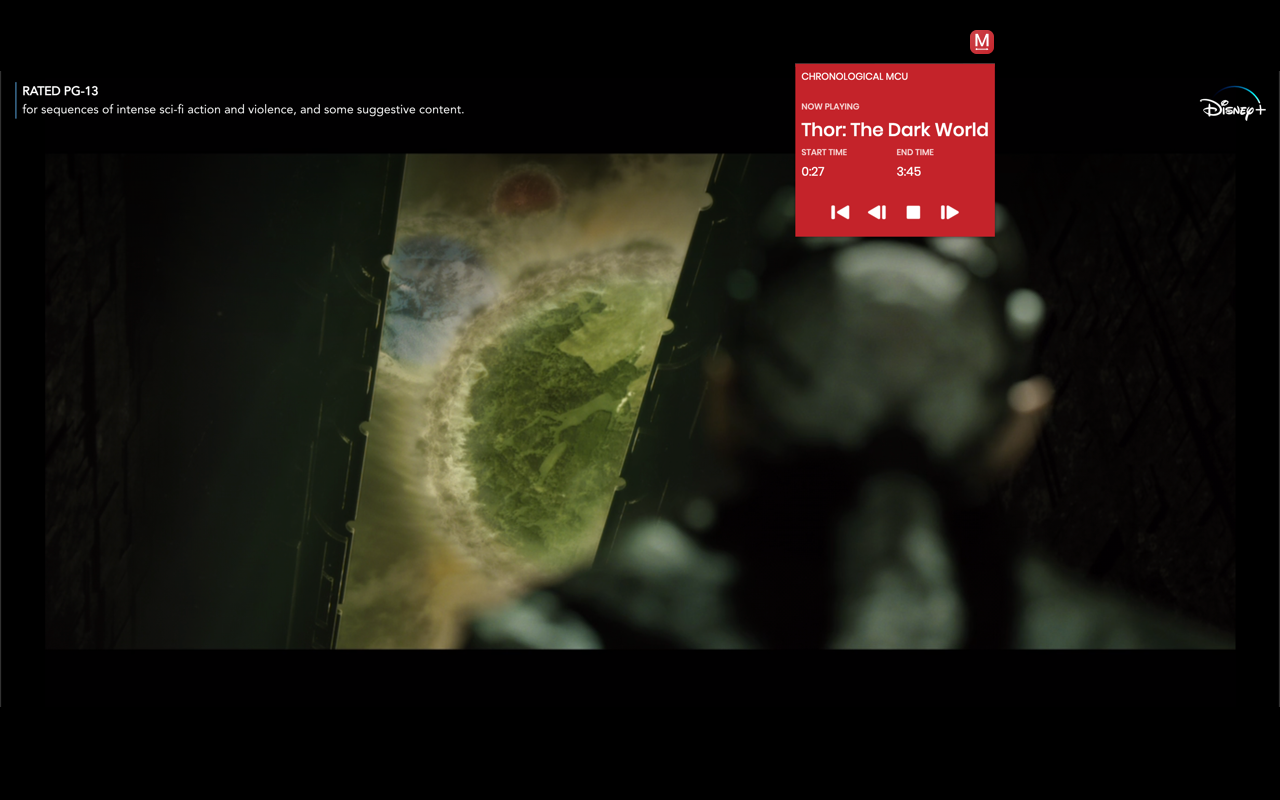 M
CHRONOLOGICAL MCU
RATED PG-13
for sequences of intense sci-fi action and violence, and some suggestive content.
Disney+
NOW PLAYING
Thor: The Dark World
START TIME END TIME
0:27 3:45